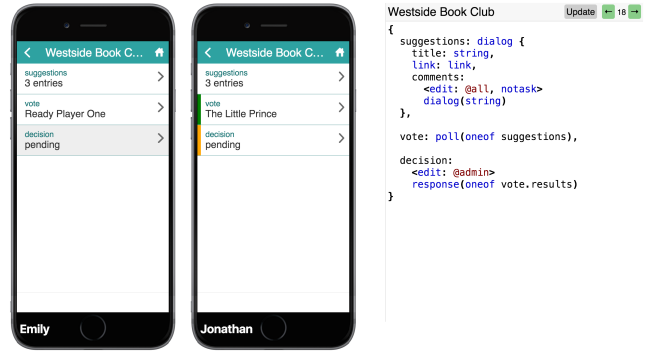 Westside Book C...
suggestions
3 entries
vote
Ready Player One
decision
pending
Emily
Westside Book C...
suggestions
3 entries
vote
The Little Prince
decision
pending
Jonathan
Westside Book Club
Update ← 18 →
{
  suggestions: dialog {
    title: string,
    link: link,
    comments:
      <edit: @all, notask>
      dialog(string)
  },

  vote: poll(oneof suggestions),

  decision:
    <edit: @admin>
    response(oneof vote.results)
}